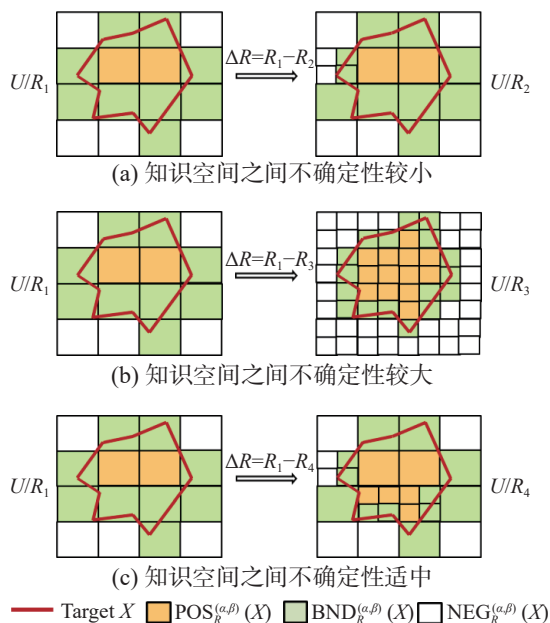 U/R₁ ΔR=R₁−R₂ U/R₂
(a) 知识空间之间不确定性较小
U/R₁ ΔR=R₁−R₃ U/R₃
(b) 知识空间之间不确定性较大
U/R₁ ΔR=R₁−R₄ U/R₄
(c) 知识空间之间不确定性适中
Target X POS_R^(α,β) (X) BND_R^(α,β) (X) NEG_R^(α,β) (X)